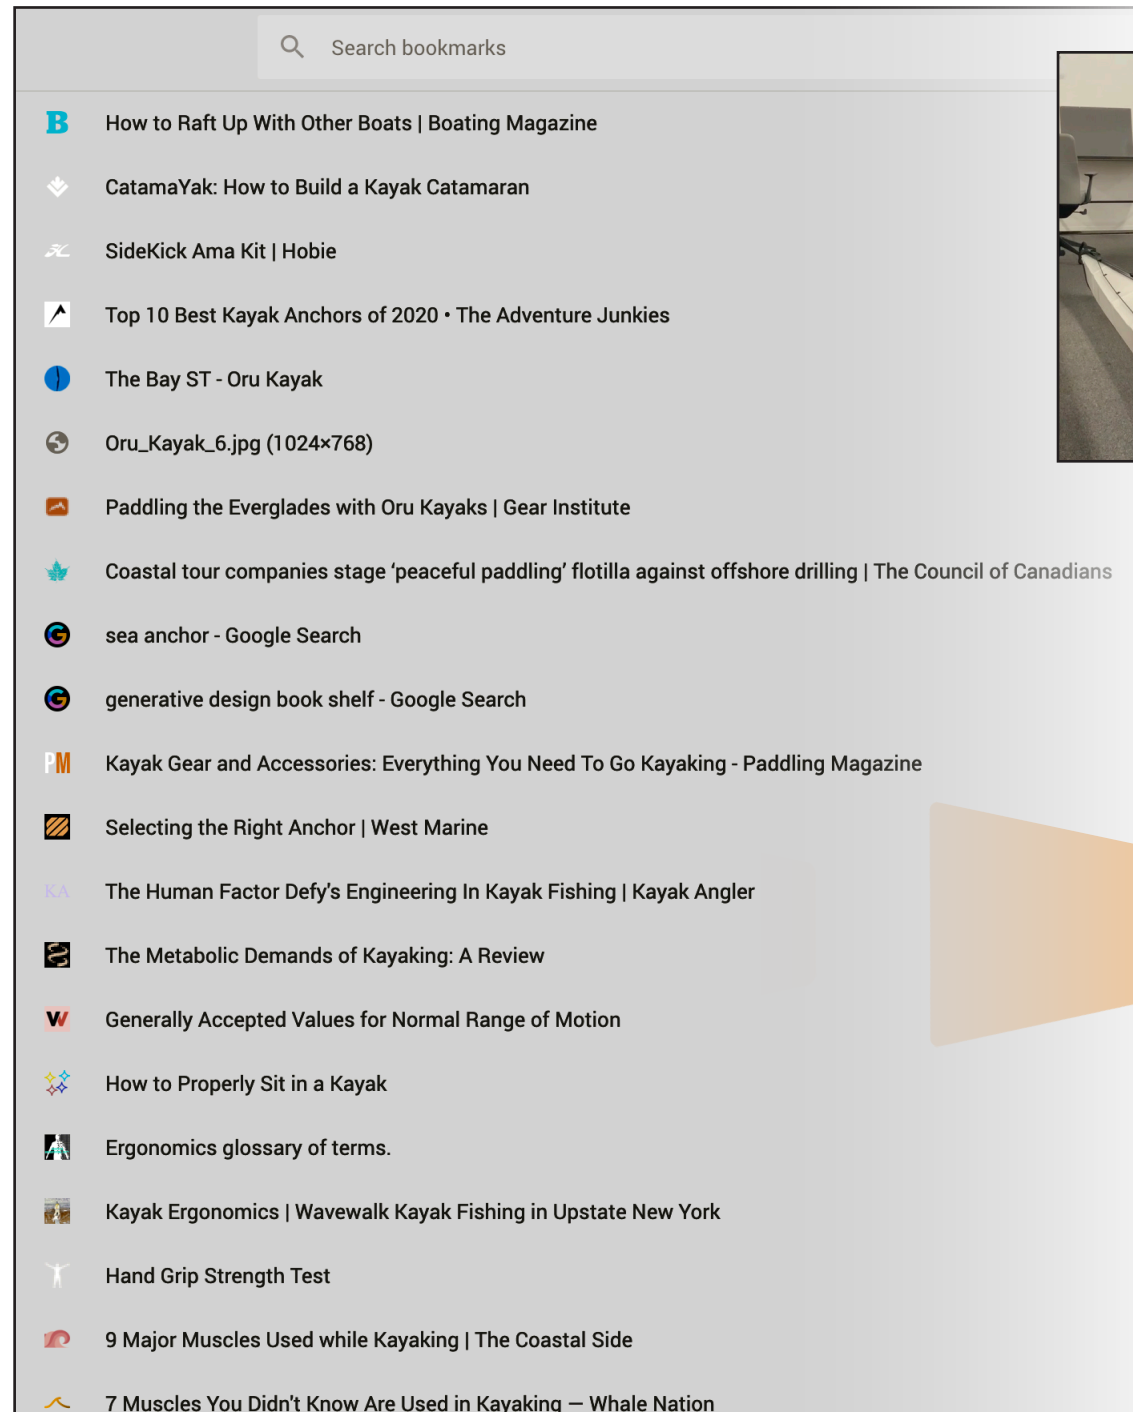 Search bookmarks
B How to Raft Up With Other Boats | Boating Magazine
CatamaYak: How to Build a Kayak Catamaran
SideKick Ama Kit | Hobie
Top 10 Best Kayak Anchors of 2020 • The Adventure Junkies
The Bay ST - Oru Kayak
Oru_Kayak_6.jpg (1024×768)
Paddling the Everglades with Oru Kayaks | Gear Institute
Coastal tour companies stage ‘peaceful paddling’ flotilla against offshore drilling | The Council of Canadians
G sea anchor - Google Search
G generative design book shelf - Google Search
PM Kayak Gear and Accessories: Everything You Need To Go Kayaking - Paddling Magazine
Selecting the Right Anchor | West Marine
KA The Human Factor Defy's Engineering In Kayak Fishing | Kayak Angler
The Metabolic Demands of Kayaking: A Review
W Generally Accepted Values for Normal Range of Motion
How to Properly Sit in a Kayak
Ergonomics glossary of terms.
Kayak Ergonomics | Wavewalk Kayak Fishing in Upstate New York
Hand Grip Strength Test
9 Major Muscles Used while Kayaking | The Coastal Side
7 Muscles You Didn't Know Are Used in Kayaking — Whale Nation